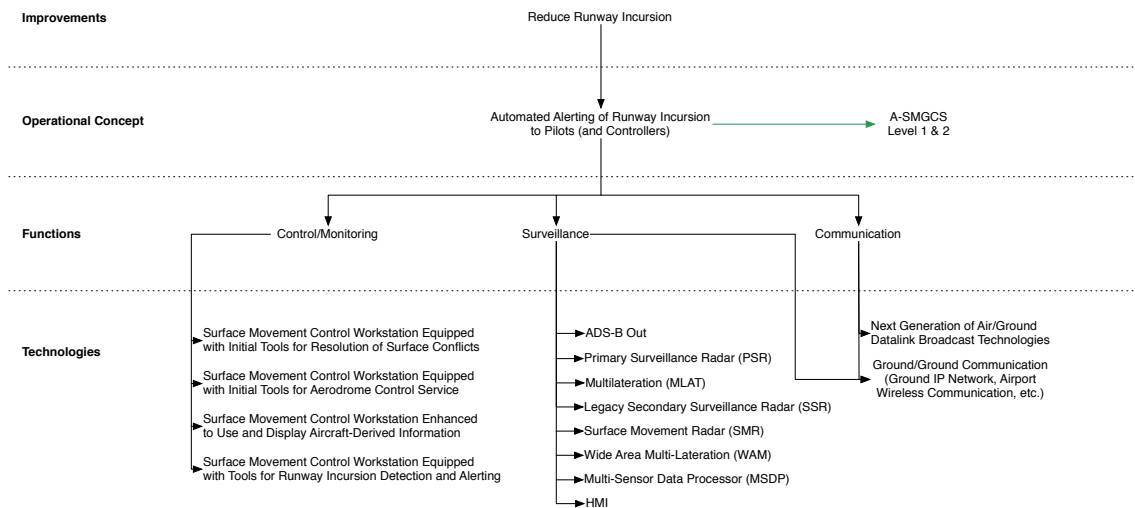 Improvements
Reduce Runway Incursion
Operational Concept
Automated Alerting of Runway Incursion
to Pilots (and Controllers)
A-SMGCS
Level 1 & 2
Functions
Control/Monitoring
Surveillance
Communication
Technologies
Surface Movement Control Workstation Equipped
with Initial Tools for Resolution of Surface Conflicts
Surface Movement Control Workstation Equipped
with Initial Tools for Aerodrome Control Service
Surface Movement Control Workstation Enhanced
to Use and Display Aircraft-Derived Information
Surface Movement Control Workstation Equipped
with Tools for Runway Incursion Detection and Alerting
ADS-B Out
Primary Surveillance Radar (PSR)
Multilateration (MLAT)
Legacy Secondary Surveillance Radar (SSR)
Surface Movement Radar (SMR)
Wide Area Multi-Lateration (WAM)
Multi-Sensor Data Processor (MSDP)
HMI
Next Generation of Air/Ground
Datalink Broadcast Technologies
Ground/Ground Communication
(Ground IP Network, Airport
Wireless Communication, etc.)